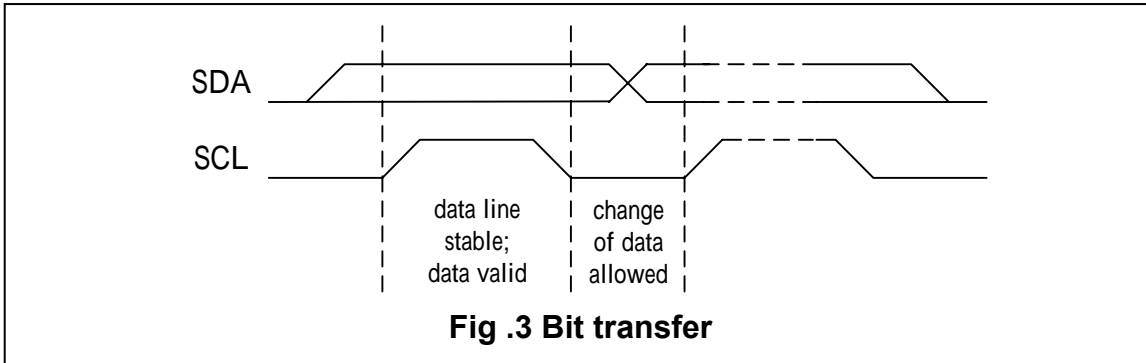 SDA
SCL
data line
stable;
data valid
change
of data
allowed
Fig .3 Bit transfer